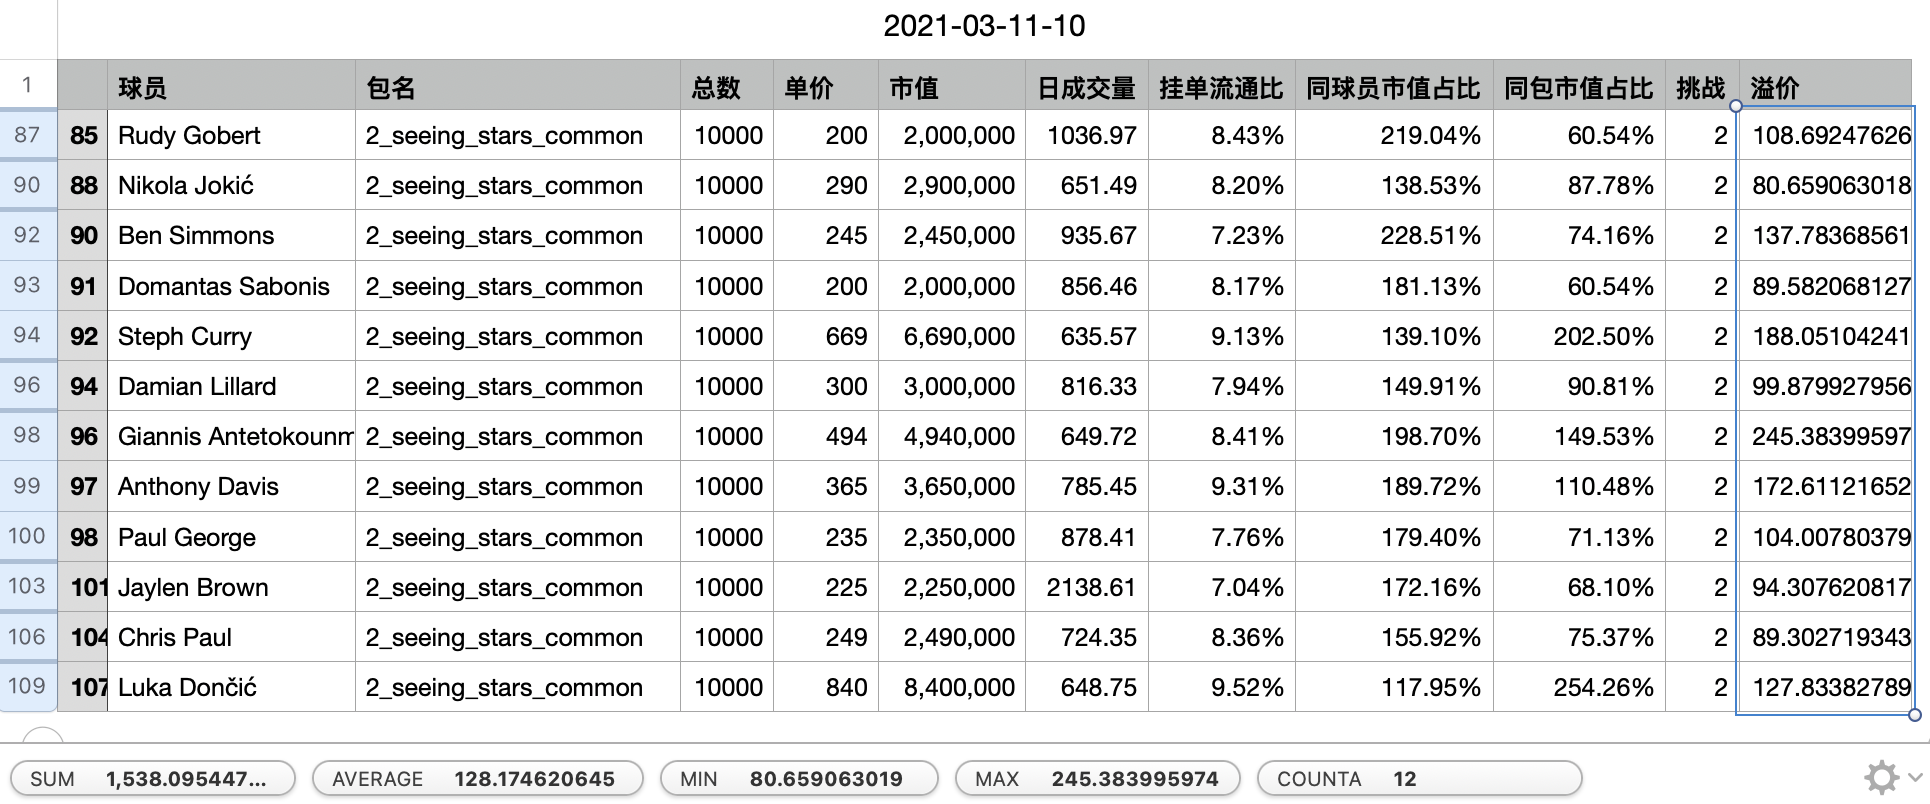 2021-03-11-10
1 球员 包名 总数 单价 市值 日成交量 挂单流通比 同球员市值占比 同包市值占比 挑战 溢价
87 85 Rudy Gobert 2_seeing_stars_common 10000 200 2,000,000 1036.97 8.43% 219.04% 60.54% 2 108.69247626
90 88 Nikola Jokić 2_seeing_stars_common 10000 290 2,900,000 651.49 8.20% 138.53% 87.78% 2 80.659063018
92 90 Ben Simmons 2_seeing_stars_common 10000 245 2,450,000 935.67 7.23% 228.51% 74.16% 2 137.78368561
93 91 Domantas Sabonis 2_seeing_stars_common 10000 200 2,000,000 856.46 8.17% 181.13% 60.54% 2 89.582068127
94 92 Steph Curry 2_seeing_stars_common 10000 669 6,690,000 635.57 9.13% 139.10% 202.50% 2 188.05104241
96 94 Damian Lillard 2_seeing_stars_common 10000 300 3,000,000 816.33 7.94% 149.91% 90.81% 2 99.879927956
98 96 Giannis Antetokounm 2_seeing_stars_common 10000 494 4,940,000 649.72 8.41% 198.70% 149.53% 2 245.38399597
99 97 Anthony Davis 2_seeing_stars_common 10000 365 3,650,000 785.45 9.31% 189.72% 110.48% 2 172.61121652
100 98 Paul George 2_seeing_stars_common 10000 235 2,350,000 878.41 7.76% 179.40% 71.13% 2 104.00780379
103 101 Jaylen Brown 2_seeing_stars_common 10000 225 2,250,000 2138.61 7.04% 172.16% 68.10% 2 94.307620817
106 104 Chris Paul 2_seeing_stars_common 10000 249 2,490,000 724.35 8.36% 155.92% 75.37% 2 89.302719343
109 107 Luka Dončić 2_seeing_stars_common 10000 840 8,400,000 648.75 9.52% 117.95% 254.26% 2 127.83382789
SUM 1,538.095447... AVERAGE 128.174620645 MIN 80.659063019 MAX 245.383995974 COUNTA 12